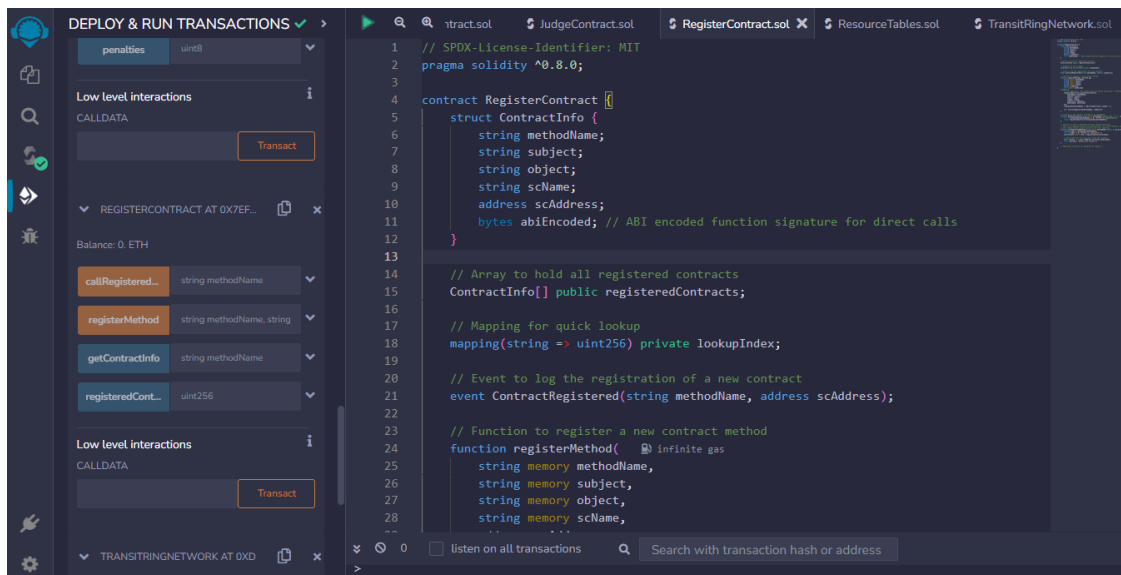 DEPLOY & RUN TRANSACTIONS
penalties uint8
Low level interactions
CALLDATA
Transact
REGISTERCONTRACT AT 0X7EF...
Balance: 0. ETH
callRegistered... string methodName
registerMethod string methodName, string
getContractInfo string methodName
registeredCont... uint256
Low level interactions
CALLDATA
Transact
TRANSITRINGNETWORK AT 0XD
ntract.sol JudgeContract.sol RegisterContract.sol ResourceTables.sol TransitRingNetwork.sol
1 // SPDX-License-Identifier: MIT
2 pragma solidity ^0.8.0;
3
4 contract RegisterContract {
5 struct ContractInfo {
6 string methodName;
7 string subject;
8 string object;
9 string scName;
10 address scAddress;
11 bytes abiEncoded; // ABI encoded function signature for direct calls
12 }
13
14 // Array to hold all registered contracts
15 ContractInfo[] public registeredContracts;
16
17 // Mapping for quick lookup
18 mapping(string => uint256) private lookupIndex;
19
20 // Event to log the registration of a new contract
21 event ContractRegistered(string methodName, address scAddress);
22
23 // Function to register a new contract method
24 function registerMethod( infinite gas
25 string memory methodName,
26 string memory subject,
27 string memory object,
28 string memory scName,
0 listen on all transactions Search with transaction hash or address
>